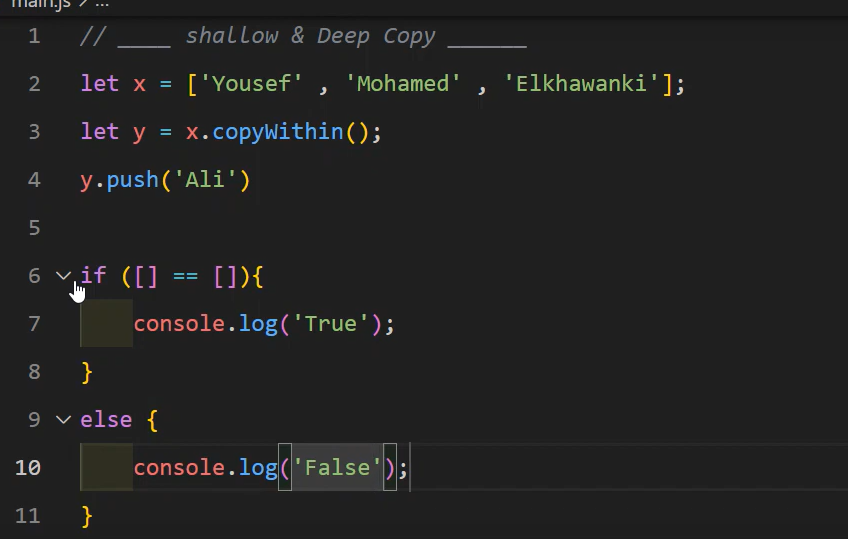 main.js > ...
1 // ____ shallow & Deep Copy ______
2 let x = ['Yousef' , 'Mohamed' , 'Elkhawanki'];
3 let y = x.copyWithin();
4 y.push('Ali')
5
6 if ([] == []){
7 console.log('True');
8 }
9 else {
10 console.log('False');
11 }